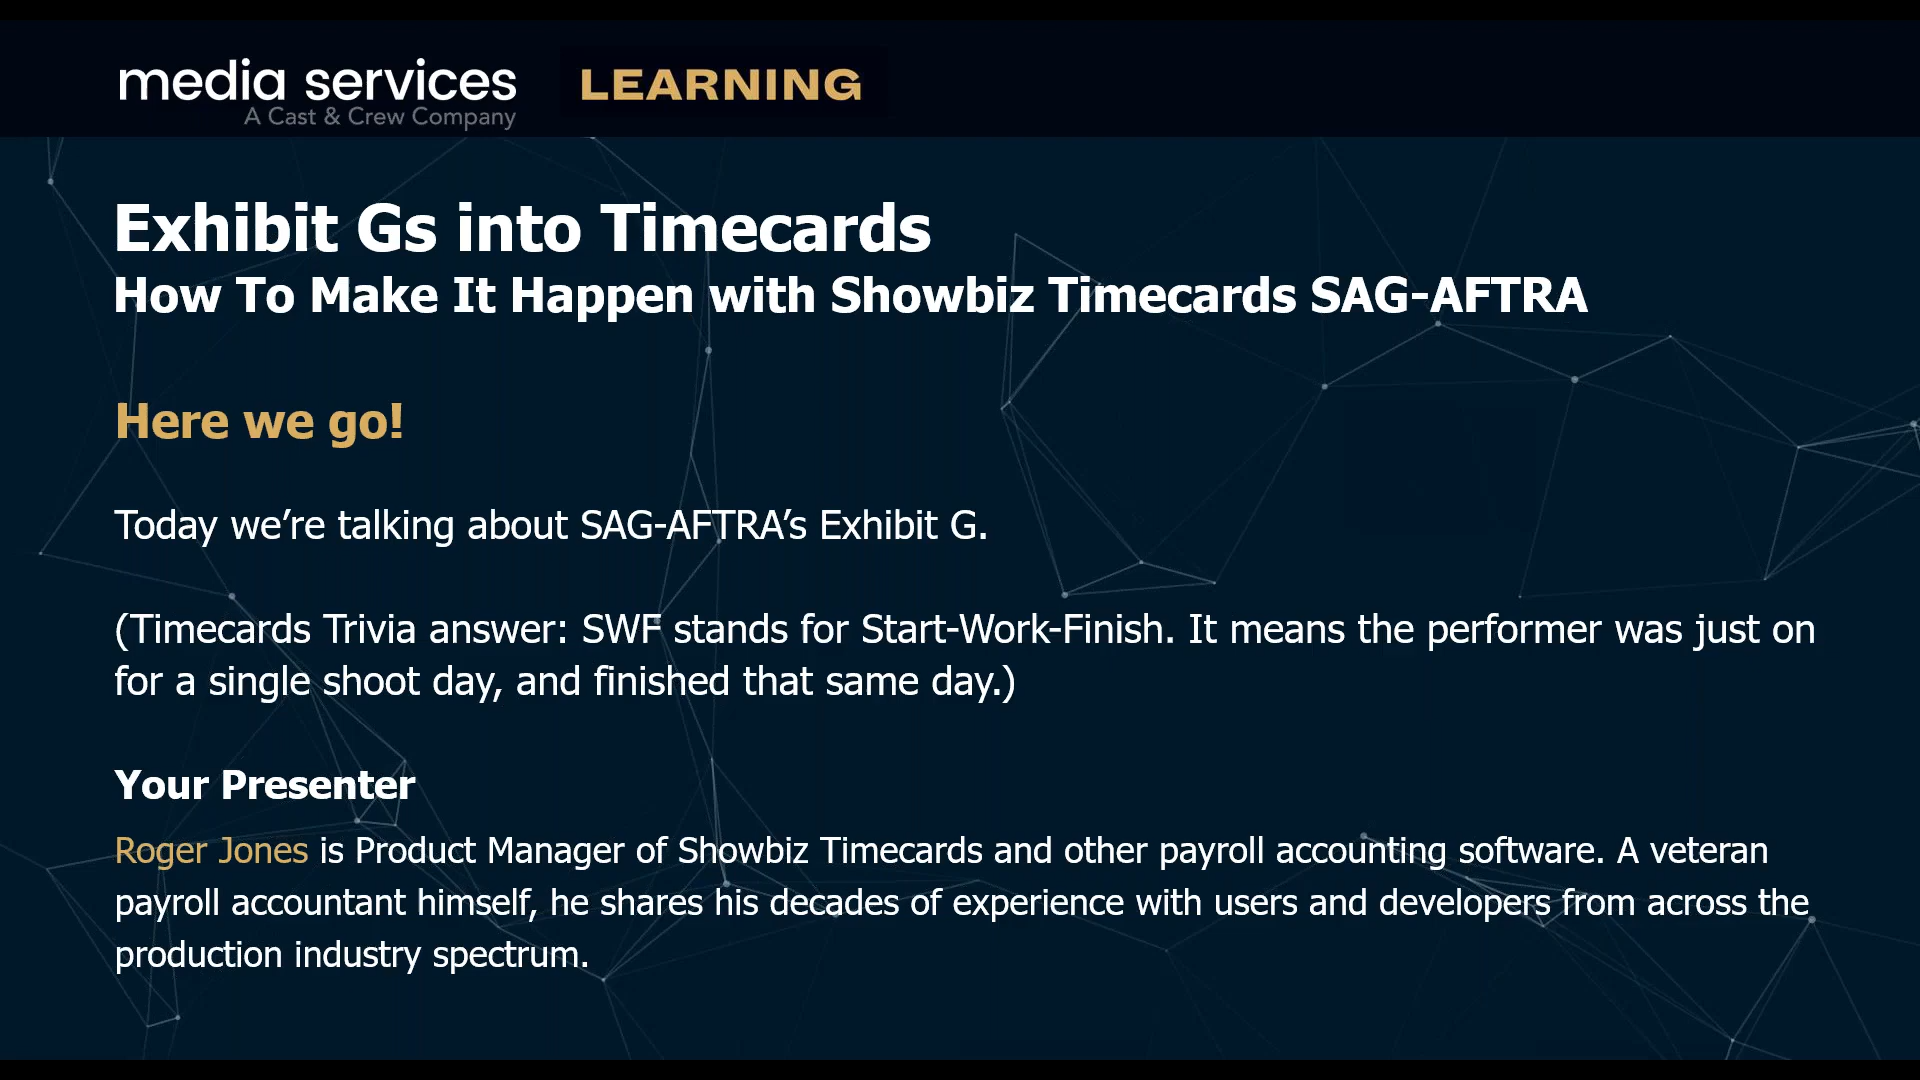 media services
A Cast & Crew Company
LEARNING
Exhibit Gs into Timecards
How To Make It Happen with Showbiz Timecards SAG-AFTRA
Here we go!
Today we’re talking about SAG-AFTRA’s Exhibit G.
(Timecards Trivia answer: SWF stands for Start-Work-Finish. It means the performer was just on
for a single shoot day, and finished that same day.)
Your Presenter
Roger Jones is Product Manager of Showbiz Timecards and other payroll accounting software. A veteran
payroll accountant himself, he shares his decades of experience with users and developers from across the
production industry spectrum.